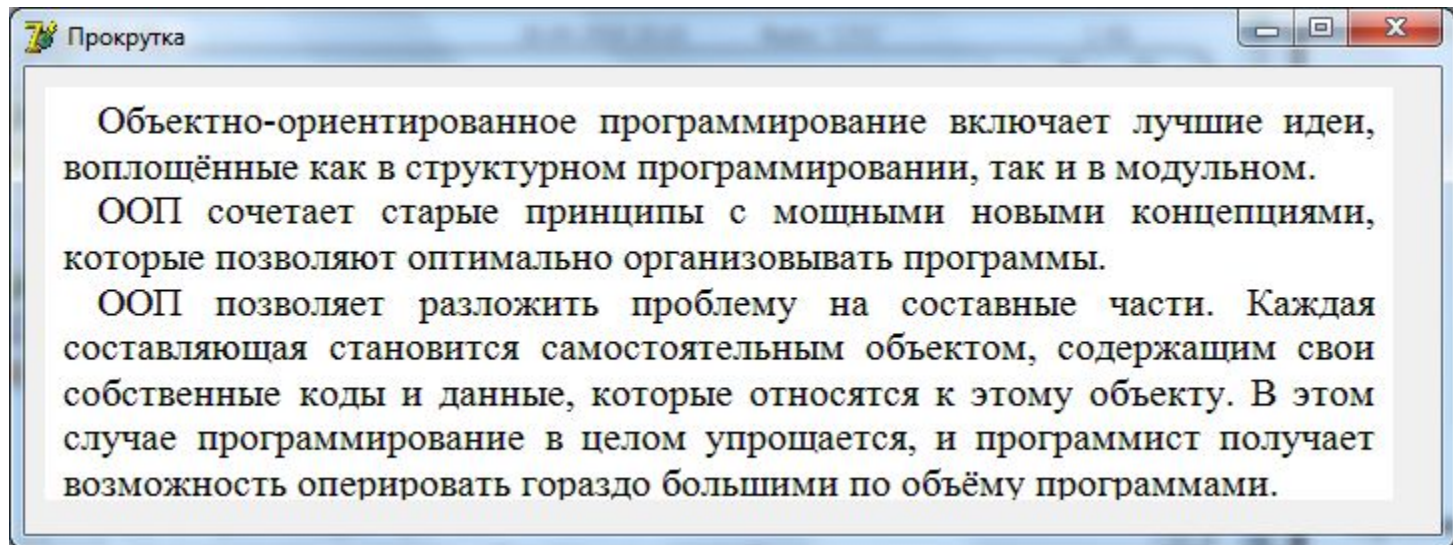 Прокрутка
Объектно-ориентированное программирование включает лучшие идеи,
воплощённые как в структурном программировании, так и в модульном.
ООП сочетает старые принципы с мощными новыми концепциями,
которые позволяют оптимально организовывать программы.
ООП позволяет разложить проблему на составные части. Каждая
составляющая становится самостоятельным объектом, содержащим свои
собственные коды и данные, которые относятся к этому объекту. В этом
случае программирование в целом упрощается, и программист получает
возможность оперировать гораздо большими по объёму программами.